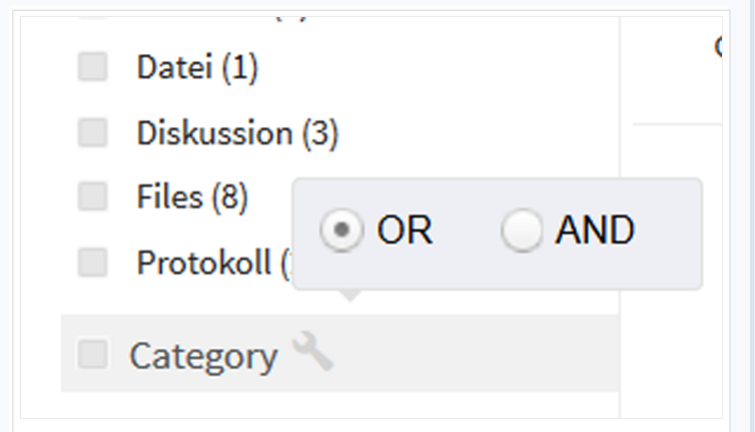 Datei (1)
Diskussion (3)
Files (8)
OR AND
Protokoll (
Category